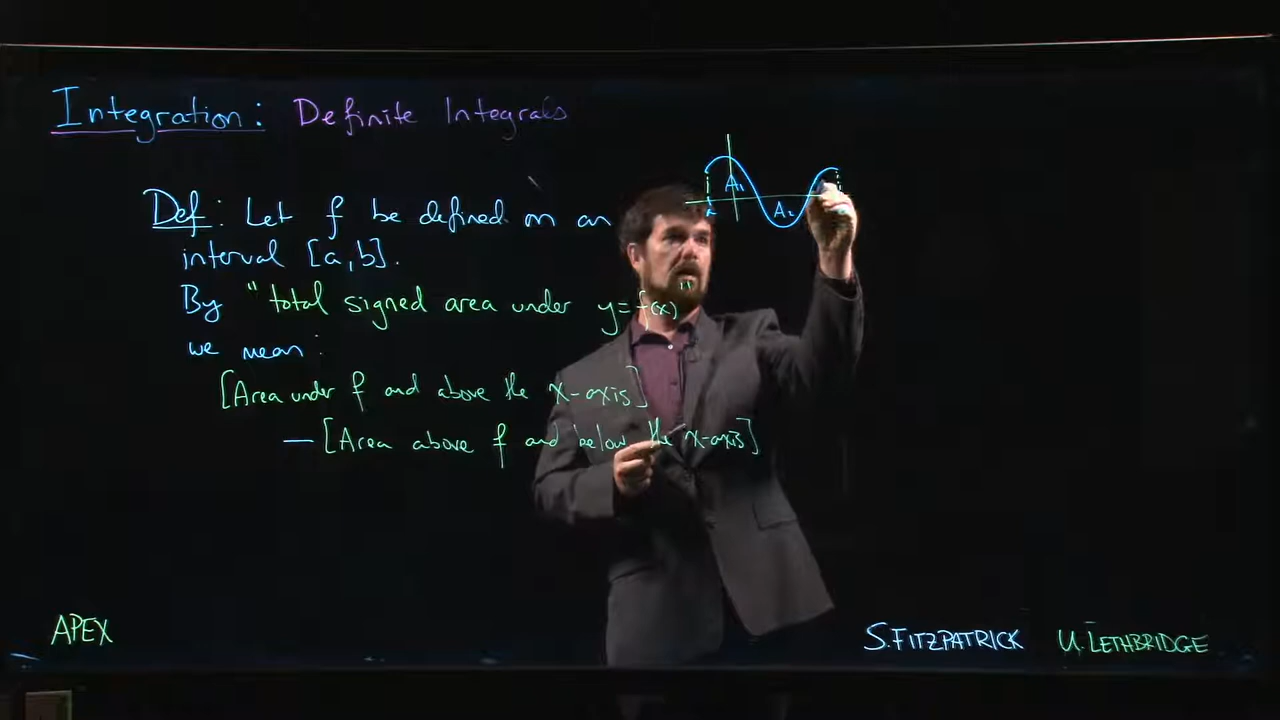 Integration: Definite Integrals
Def: Let f be defined on an
interval [a,b].
By "total signed area under y=f(x)"
we mean:
[Area under f and above the x-axis]
— [Area above f and below the x-axis]
A₁
A₂
a
APEX
S. FITZPATRICK U. LETHBRIDGE